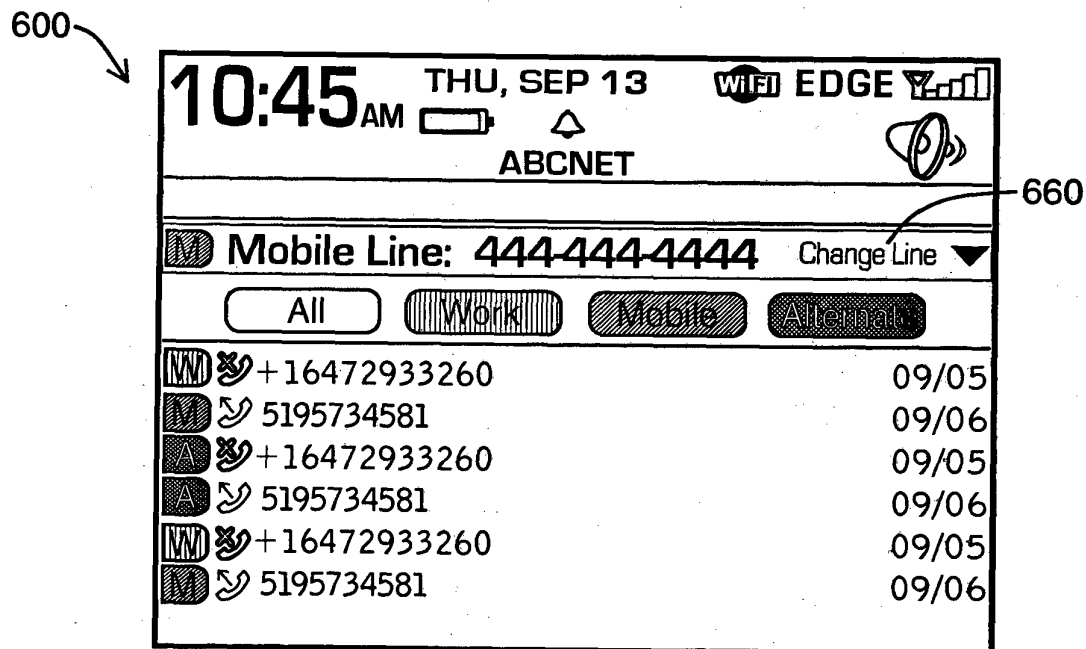 600
10:45 AM THU, SEP 13 WiFi EDGE
ABCNET
660
M Mobile Line: 444-444-4444 Change Line
All Work Mobile Alternate
W +16472933260 09/05
M 5195734581 09/06
A +16472933260 09/05
A 5195734581 09/06
W +16472933260 09/05
M 5195734581 09/06